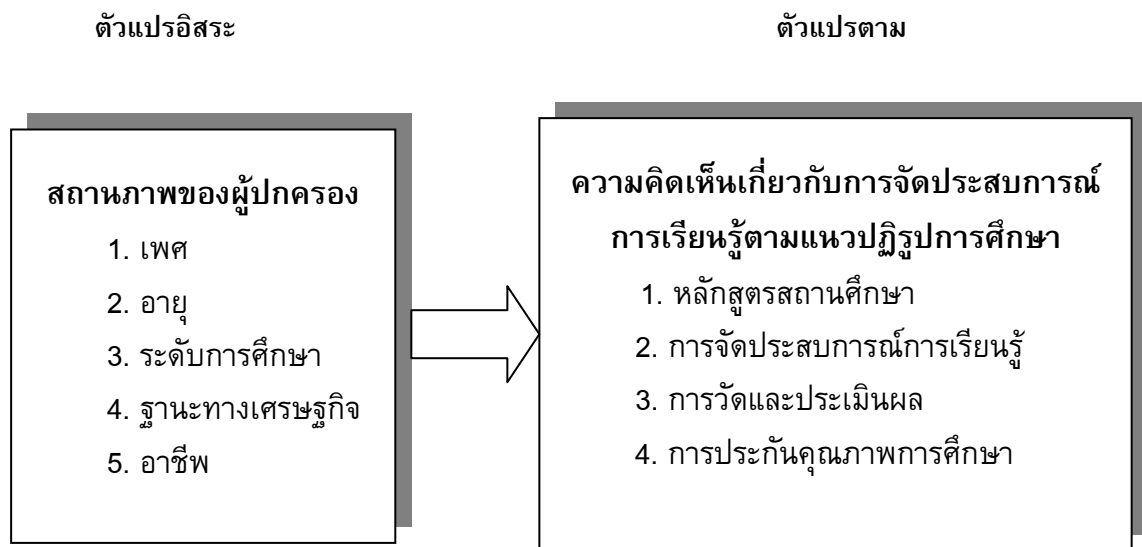 ตัวแปรอิสระ
ตัวแปรตาม
สถานภาพของผู้ปกครอง
1. เพศ
2. อายุ
3. ระดับการศึกษา
4. ฐานะทางเศรษฐกิจ
5. อาชีพ
ความคิดเห็นเกี่ยวกับการจัดประสบการณ์
การเรียนรู้ตามแนวปฏิรูปการศึกษา
1. หลักสูตรสถานศึกษา
2. การจัดประสบการณ์การเรียนรู้
3. การวัดและประเมินผล
4. การประกันคุณภาพการศึกษา